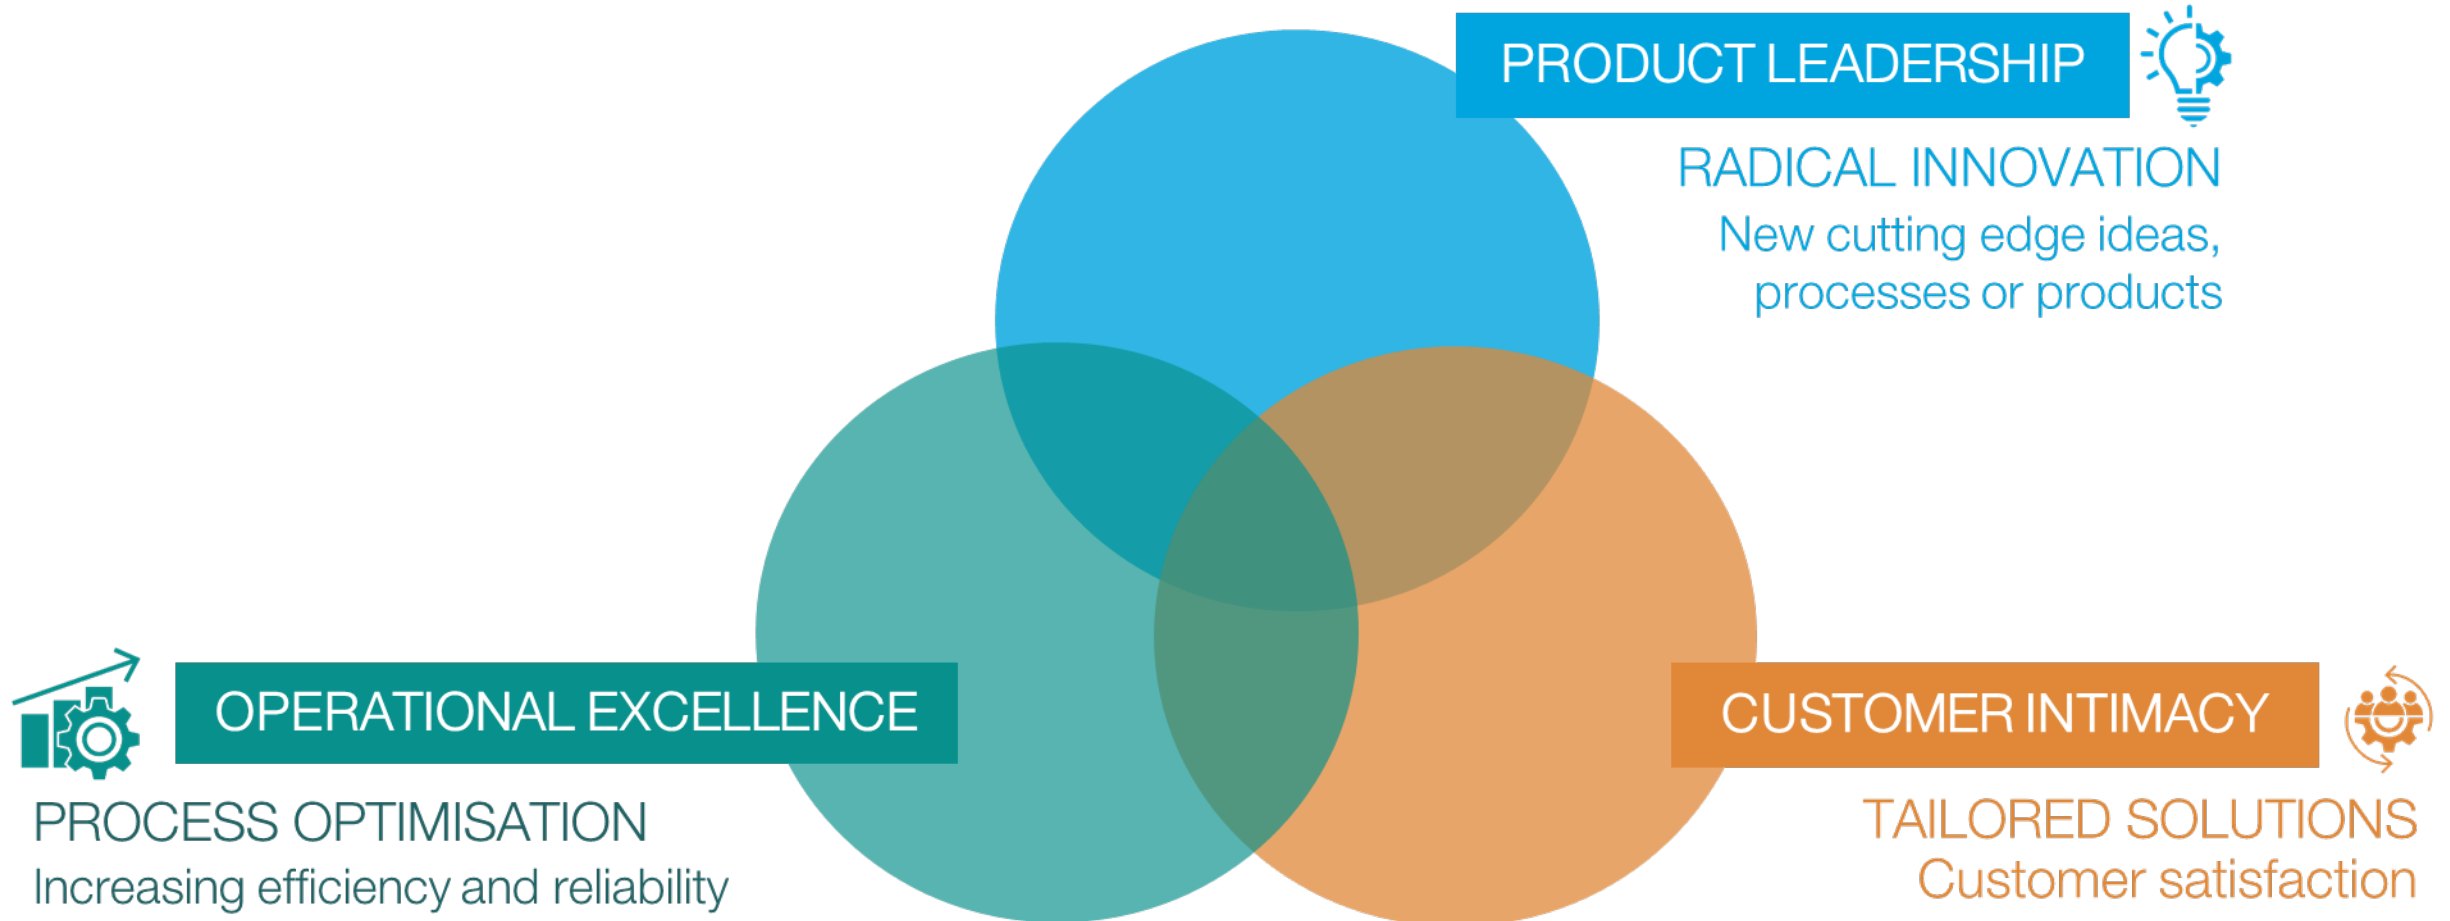 PRODUCT LEADERSHIP
RADICAL INNOVATION
New cutting edge ideas,
processes or products
OPERATIONAL EXCELLENCE
PROCESS OPTIMISATION
Increasing efficiency and reliability
CUSTOMER INTIMACY
TAILORED SOLUTIONS
Customer satisfaction